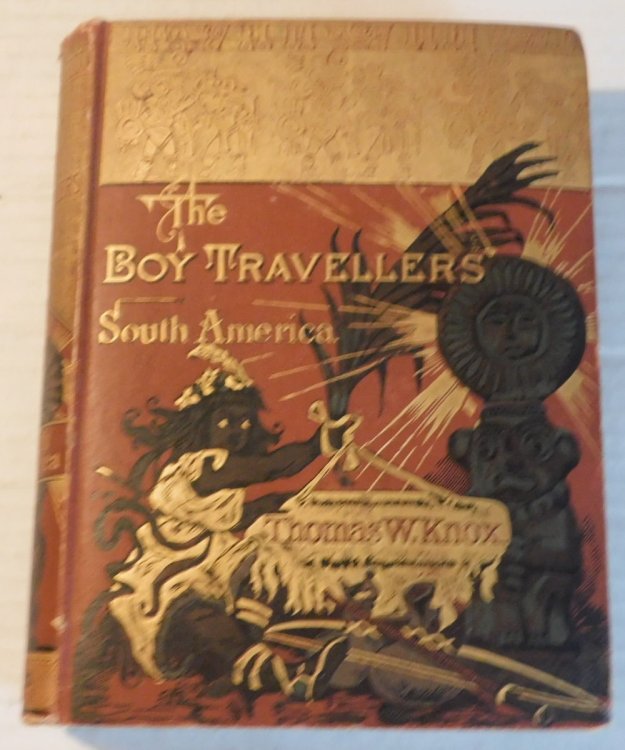 The
BOY TRAVELLERS
South America.
Thomas W. Knox.